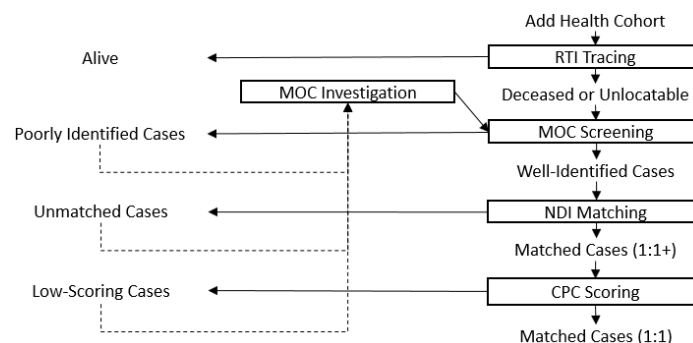 Add Health Cohort
Alive
RTI Tracing
MOC Investigation
Deceased or Unlocatable
Poorly Identified Cases
MOC Screening
Well-Identified Cases
Unmatched Cases
NDI Matching
Matched Cases (1:1+)
Low-Scoring Cases
CPC Scoring
Matched Cases (1:1)